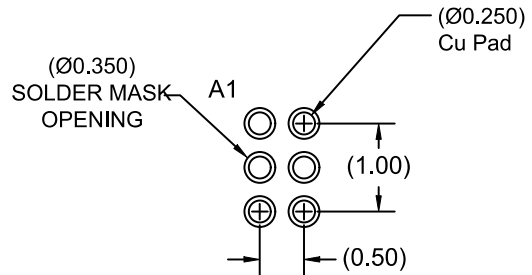 (Ø0.250)
Cu Pad
(Ø0.350)
SOLDER MASK
OPENING
A1
(1.00)
(0.50)